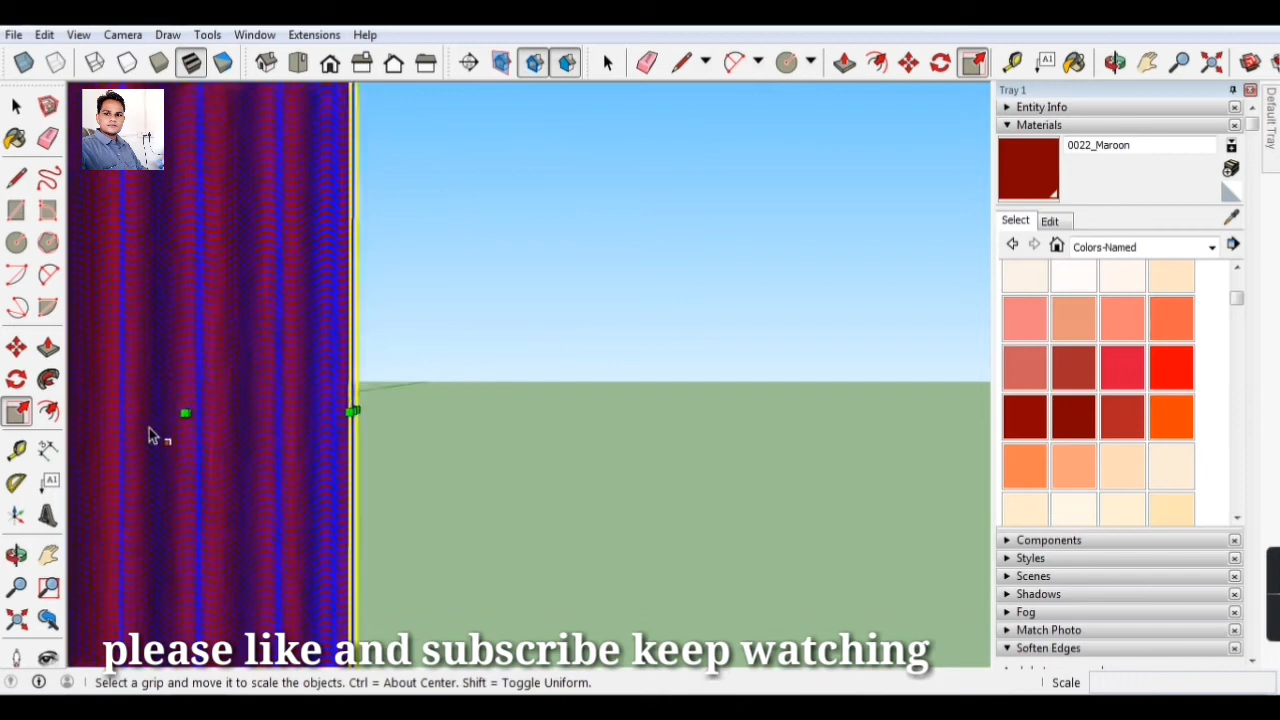 File Edit View Camera Draw Tools Window Extensions Help
A1
Tray 1
Default Tray
Entity Info
Materials
0022_Maroon
Select Edit
Colors-Named
A1
Components
Styles
Scenes
Shadows
Fog
Match Photo
Soften Edges
please like and subscribe keep watching
Select a grip and move it to scale the objects. Ctrl = About Center. Shift = Toggle Uniform.
Scale